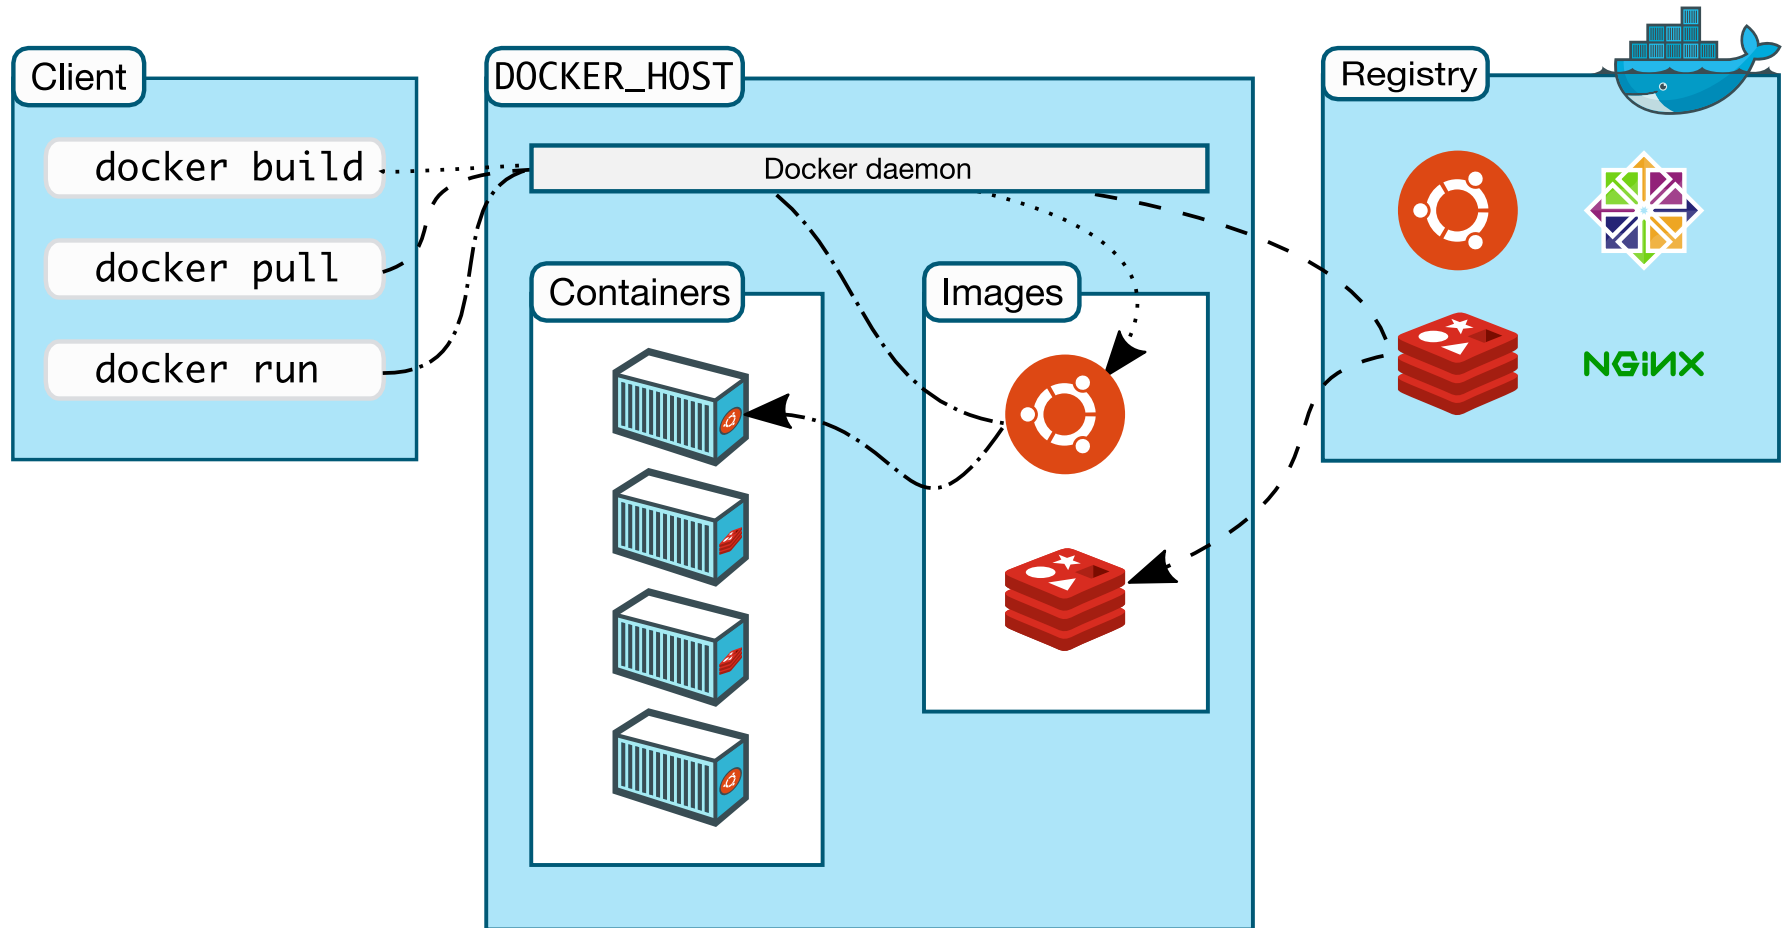 Client
docker build
docker pull
docker run
DOCKER_HOST
Docker daemon
Containers
Images
Registry
NGiNX